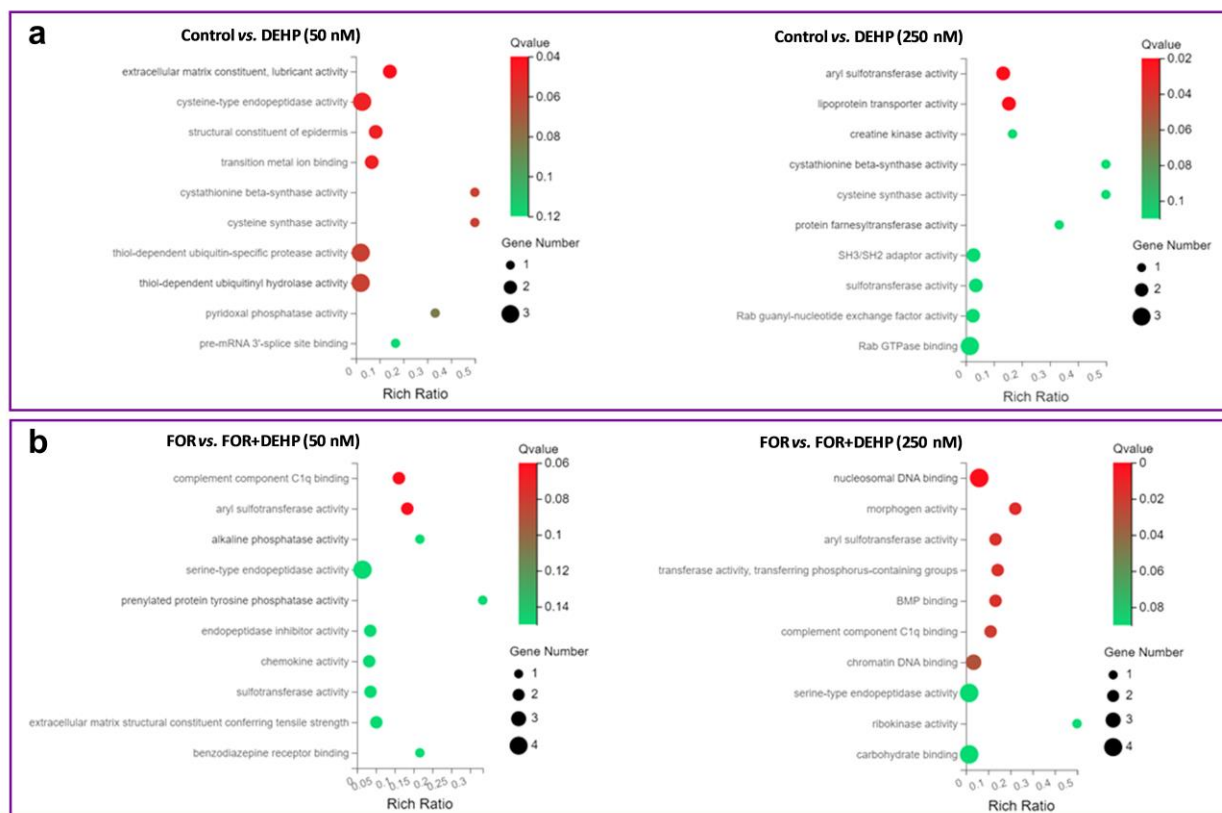 a
Control vs. DEHP (50 nM)
extracellular matrix constituent, lubricant activity
cysteine-type endopeptidase activity
structural constituent of epidermis
transition metal ion binding
cystathionine beta-synthase activity
cysteine synthase activity
thiol-dependent ubiquitin-specific protease activity
thiol-dependent ubiquitinyl hydrolase activity
pyridoxal phosphatase activity
pre-mRNA 3'-splice site binding
0 0.1 0.2 0.3 0.4 0.5
Rich Ratio
Qvalue
0.04
0.06
0.08
0.1
0.12
Gene Number
1
2
3
Control vs. DEHP (250 nM)
aryl sulfotransferase activity
lipoprotein transporter activity
creatine kinase activity
cystathionine beta-synthase activity
cysteine synthase activity
protein farnesyltransferase activity
SH3/SH2 adaptor activity
sulfotransferase activity
Rab guanyl-nucleotide exchange factor activity
Rab GTPase binding
0 0.1 0.2 0.3 0.4 0.5
Rich Ratio
Qvalue
0.02
0.04
0.06
0.08
0.1
Gene Number
1
2
3
b
FOR vs. FOR+DEHP (50 nM)
complement component C1q binding
aryl sulfotransferase activity
alkaline phosphatase activity
serine-type endopeptidase activity
prenylated protein tyrosine phosphatase activity
endopeptidase inhibitor activity
chemokine activity
sulfotransferase activity
extracellular matrix structural constituent conferring tensile strength
benzodiazepine receptor binding
0 0.05 0.1 0.15 0.2 0.25 0.3
Rich Ratio
Qvalue
0.06
0.08
0.1
0.12
0.14
Gene Number
1
2
3
4
FOR vs. FOR+DEHP (250 nM)
nucleosomal DNA binding
morphogen activity
aryl sulfotransferase activity
transferase activity, transferring phosphorus-containing groups
BMP binding
complement component C1q binding
chromatin DNA binding
serine-type endopeptidase activity
ribokinase activity
carbohydrate binding
0 0.1 0.2 0.3 0.4 0.5
Rich Ratio
Qvalue
0
0.02
0.04
0.06
0.08
Gene Number
1
2
3
4